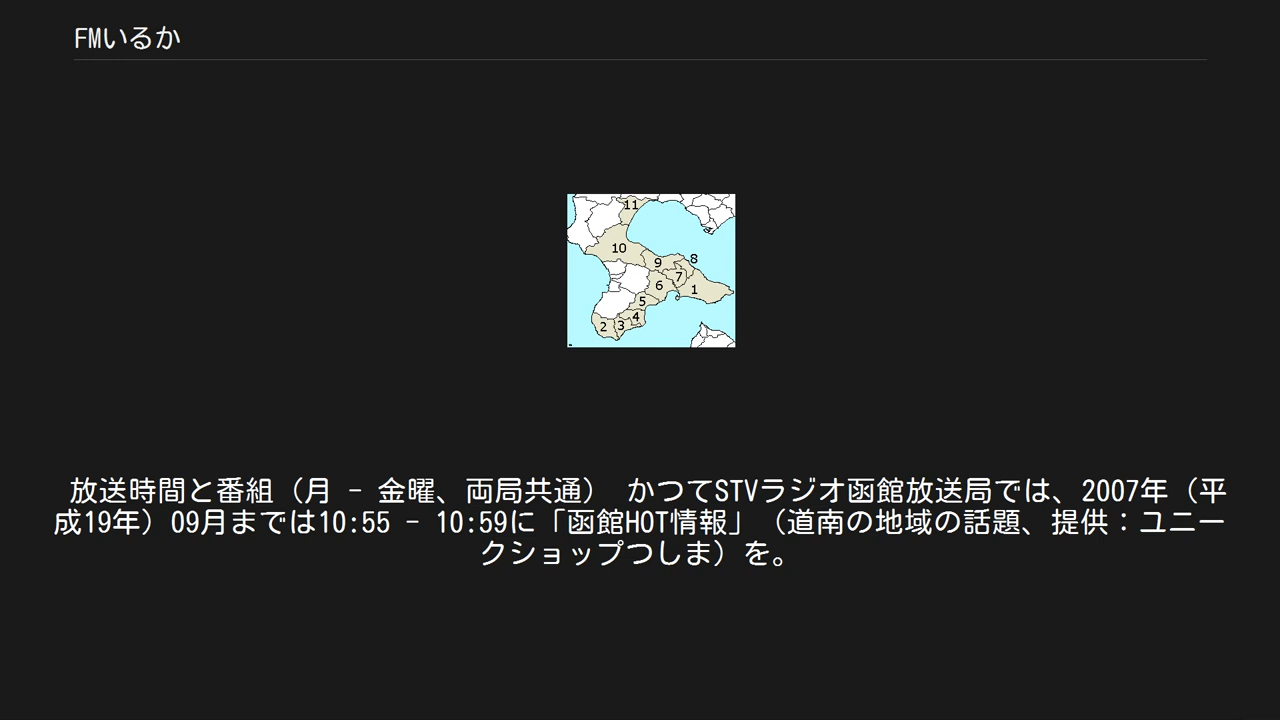 FMいるか
11
10
9
8
7
6
1
5
4
3
2
放送時間と番組（月 - 金曜、両局共通） かつてSTVラジオ函館放送局では、2007年（平
成19年）09月までは10:55 - 10:59に「函館HOT情報」（道南の地域の話題、提供：ユニー
クショップつしま）を。